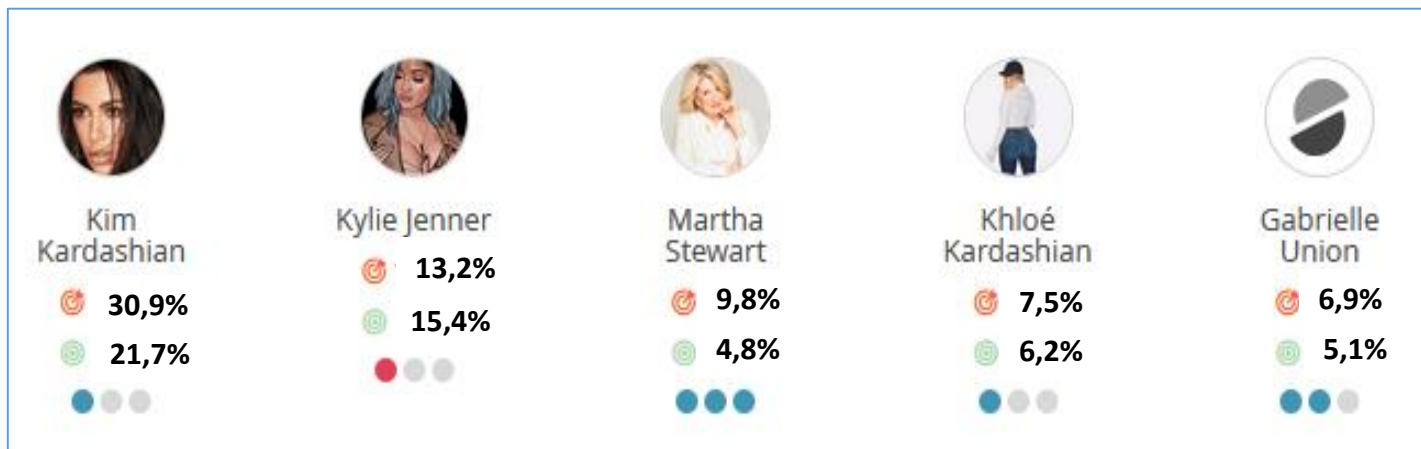 Kim
Kardashian
30,9%
21,7%
Kylie Jenner
13,2%
15,4%
Martha
Stewart
9,8%
4,8%
Khloé
Kardashian
7,5%
6,2%
Gabrielle
Union
6,9%
5,1%